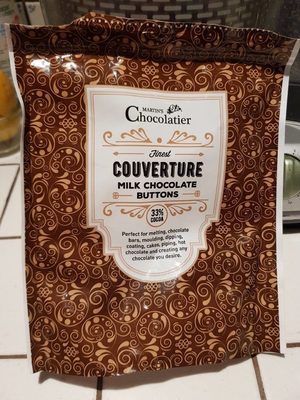 MARTIN'S
Chocolatier
Finest
COUVERTURE
MILK CHOCOLATE
BUTTONS
33%
COCOA
Perfect for melting, chocolate
bars, moulding, dipping,
coating, cakes, piping, hot
chocolate and creating any
chocolate you desire.